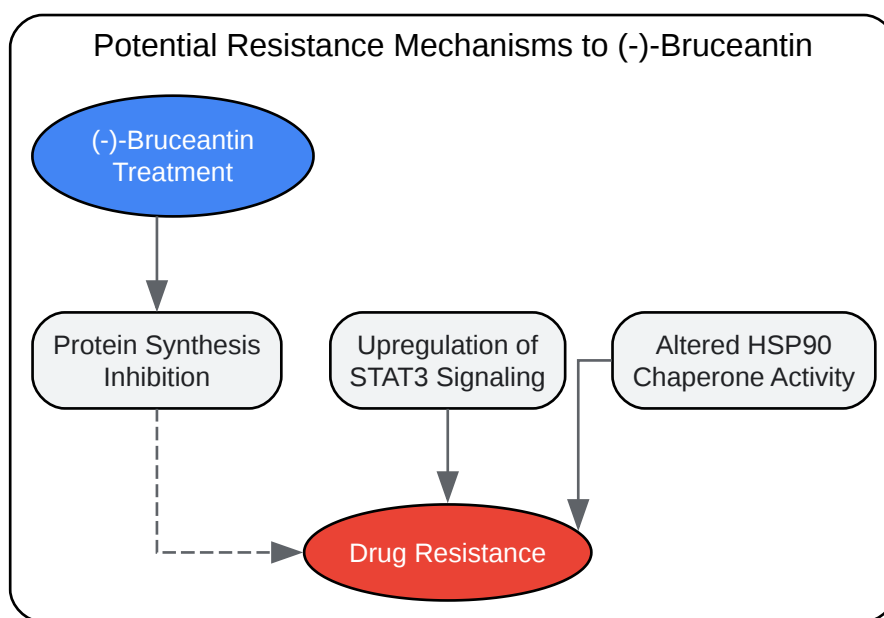 Potential Resistance Mechanisms to (-)-Bruceantin
(-)-Bruceantin
Treatment
Protein Synthesis
Inhibition
Upregulation of
STAT3 Signaling
Altered HSP90
Chaperone Activity
Drug Resistance